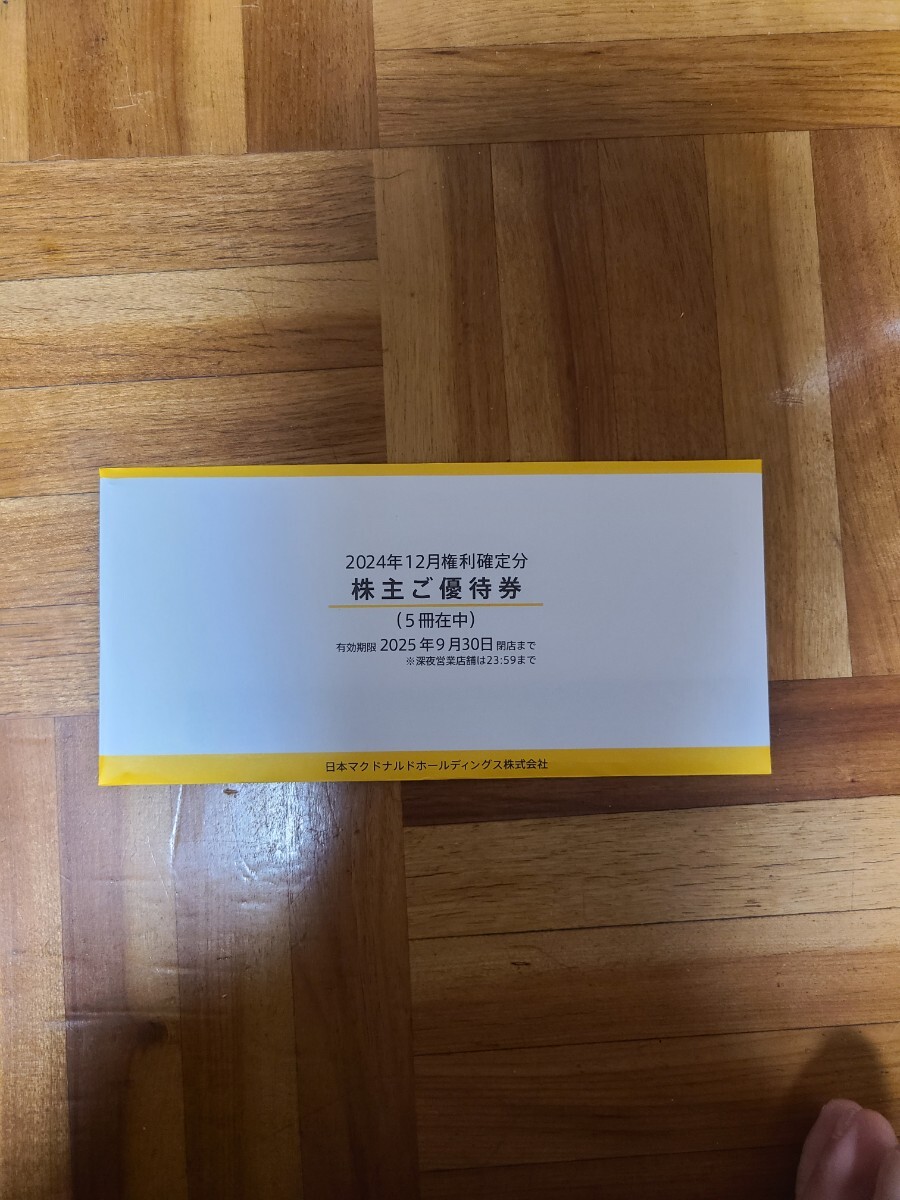 2024年12月権利確定分
株主ご優待券
（5冊在中）
有効期限 2025年9月30日 閉店まで
※深夜営業店舗は23:59まで
日本マクドナルドホールディングス株式会社